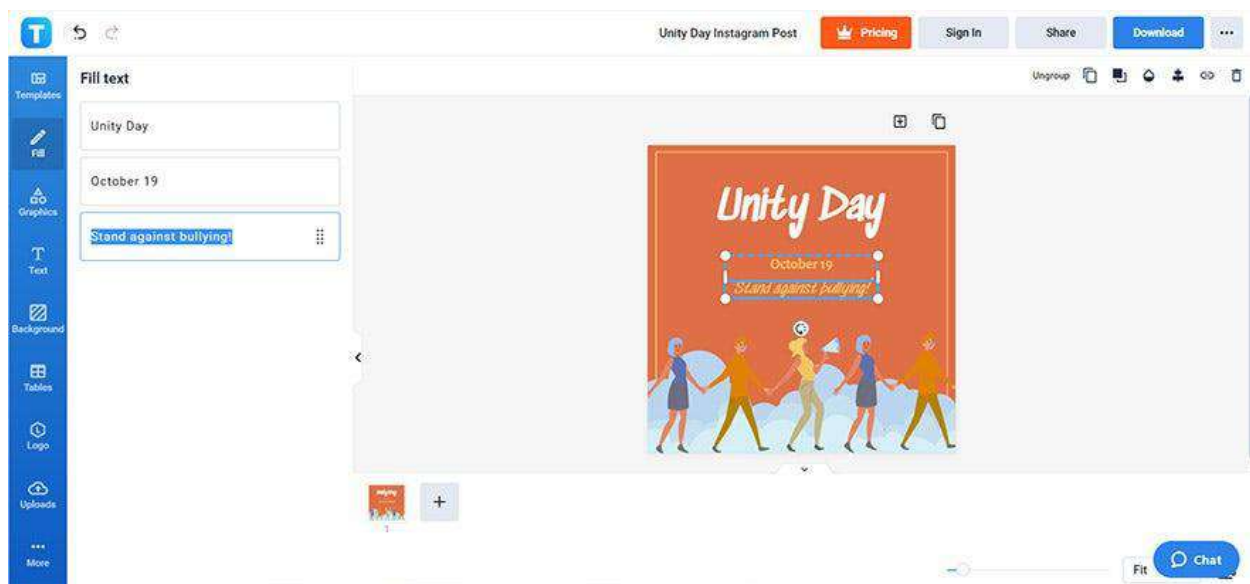 T
Unity Day Instagram Post
Pricing
Sign In
Share
Download
Templates
Fill
Graphics
Text
Background
Tables
Logo
Uploads
More
Fill text
Unity Day
October 19
Stand against bullying!
Ungroup
Unity Day
October 19
Stand against bullying!
1
Fit
Chat